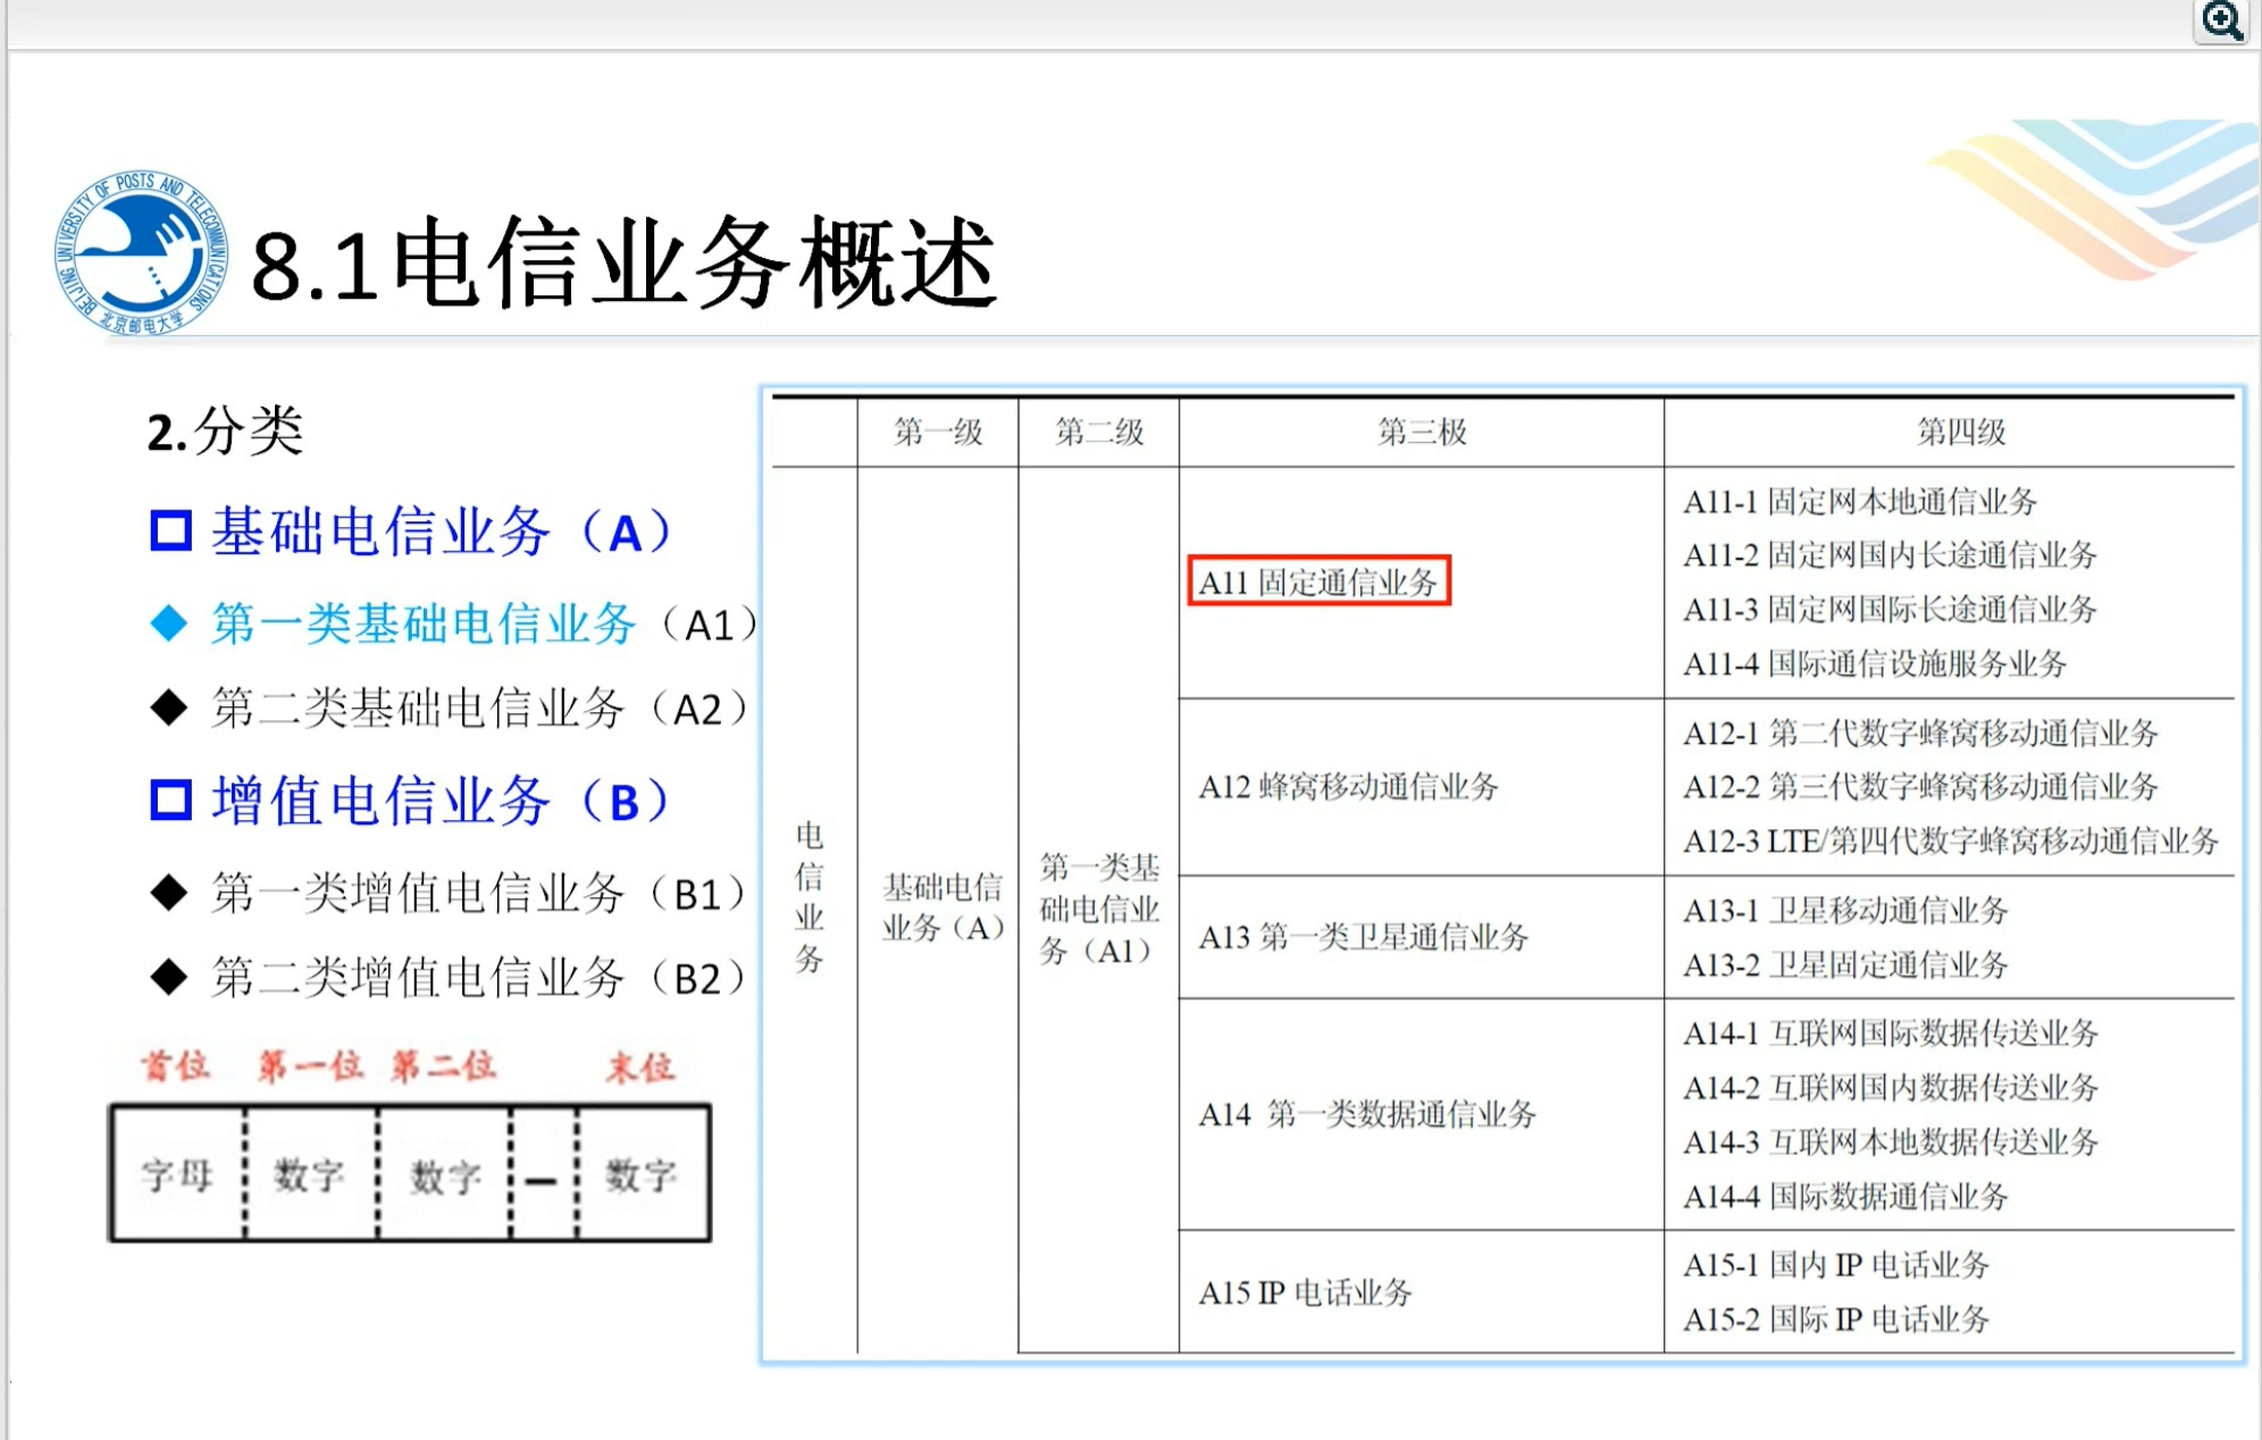 BEIJING UNIVERSITY OF POSTS AND TELECOMMUNICATIONS
北京邮电大学
8.1电信业务概述
2.分类
基础电信业务（A）
第一类基础电信业务（A1）
第二类基础电信业务（A2）
增值电信业务（B）
第一类增值电信业务（B1）
第二类增值电信业务（B2）
首位 第一位 第二位 末位
字母 数字 数字 — 数字
第一级 第二级 第三极 第四级
电信业务
基础电信
业务（A）
第一类基
础电信业
务（A1）
A11 固定通信业务
A11-1 固定网本地通信业务
A11-2 固定网国内长途通信业务
A11-3 固定网国际长途通信业务
A11-4 国际通信设施服务业务
A12 蜂窝移动通信业务
A12-1 第二代数字蜂窝移动通信业务
A12-2 第三代数字蜂窝移动通信业务
A12-3 LTE/第四代数字蜂窝移动通信业务
A13 第一类卫星通信业务
A13-1 卫星移动通信业务
A13-2 卫星固定通信业务
A14 第一类数据通信业务
A14-1 互联网国际数据传送业务
A14-2 互联网国内数据传送业务
A14-3 互联网本地数据传送业务
A14-4 国际数据通信业务
A15 IP 电话业务
A15-1 国内 IP 电话业务
A15-2 国际 IP 电话业务